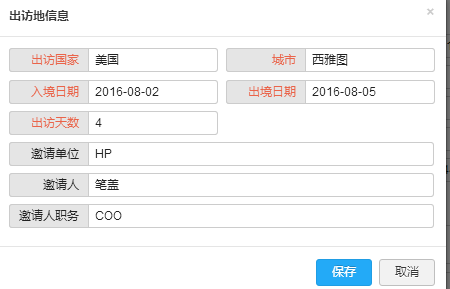 出访地信息 ×
出访国家 美国 城市 西雅图
入境日期 2016-08-02 出境日期 2016-08-05
出访天数 4
邀请单位 HP
邀请人 笔盖
邀请人职务 COO
保存 取消